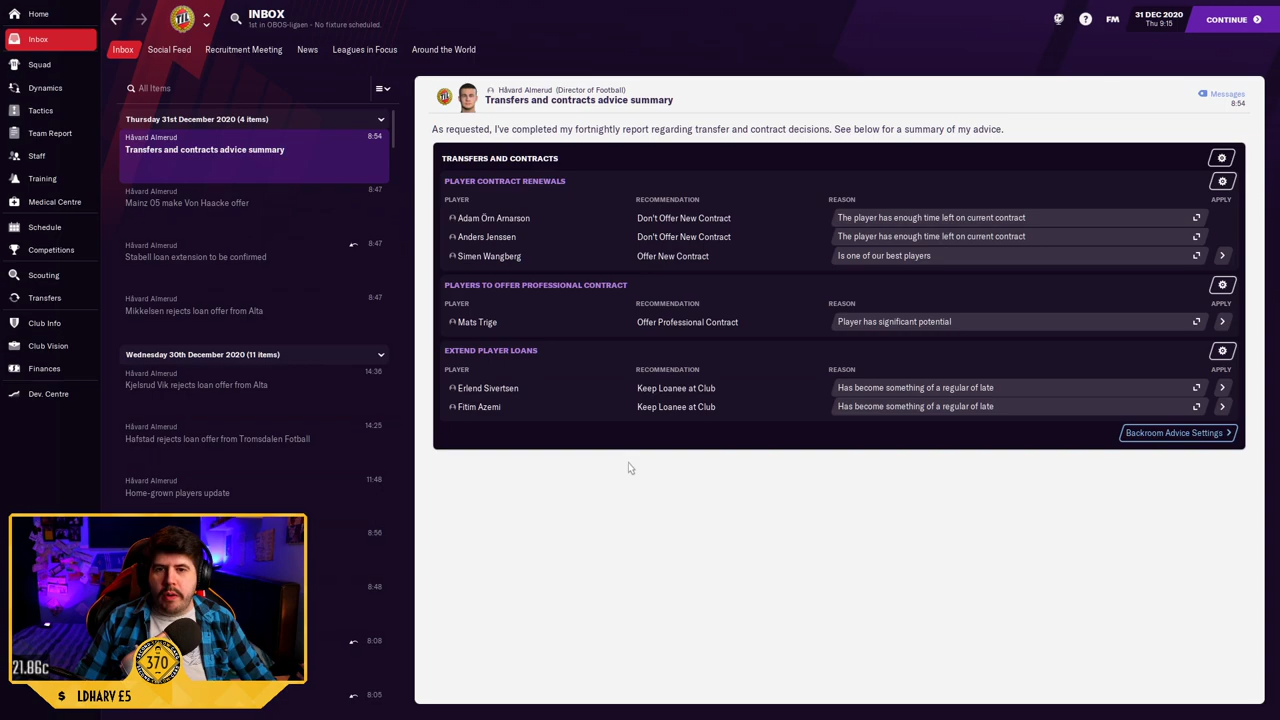 Home
Inbox
Squad
Dynamics
Tactics
Team Report
Staff
Training
Medical Centre
Schedule
Competitions
Scouting
Transfers
Club Info
Club Vision
Finances
Dev. Centre
TIL
INBOX
1st in OBOS-ligaen - No fixture scheduled.
?
FM
31 DEC 2020
Thu 9:15
CONTINUE
Inbox
Social Feed
Recruitment Meeting
News
Leagues in Focus
Around the World
All Items
Thursday 31st December 2020 (4 items)
Håvard Almerud 8:54
Transfers and contracts advice summary
Håvard Almerud 8:47
Mainz 05 make Von Haacke offer
Håvard Almerud 8:47
Stabell loan extension to be confirmed
Håvard Almerud 8:47
Mikkelsen rejects loan offer from Alta
Wednesday 30th December 2020 (11 items)
Håvard Almerud 14:36
Kjelsrud Vik rejects loan offer from Alta
Håvard Almerud 14:25
Hafstad rejects loan offer from Tromsdalen Fotball
Håvard Almerud 11:48
Home-grown players update
8:56
8:48
8:08
8:05
Håvard Almerud (Director of Football)
Transfers and contracts advice summary
Messages
8:54
As requested, I've completed my fortnightly report regarding transfer and contract decisions. See below for a summary of my advice.
TRANSFERS AND CONTRACTS
PLAYER CONTRACT RENEWALS
PLAYER RECOMMENDATION REASON APPLY
Adam Örn Arnarson Don't Offer New Contract The player has enough time left on current contract
Anders Jenssen Don't Offer New Contract The player has enough time left on current contract
Simen Wangberg Offer New Contract Is one of our best players
PLAYERS TO OFFER PROFESSIONAL CONTRACT
PLAYER RECOMMENDATION REASON APPLY
Mats Trige Offer Professional Contract Player has significant potential
EXTEND PLAYER LOANS
PLAYER RECOMMENDATION REASON APPLY
Erlend Sivertsen Keep Loanee at Club Has become something of a regular of late
Fitim Azemi Keep Loanee at Club Has become something of a regular of late
Backroom Advice Settings
21.86c
370
$ LDHARY £5